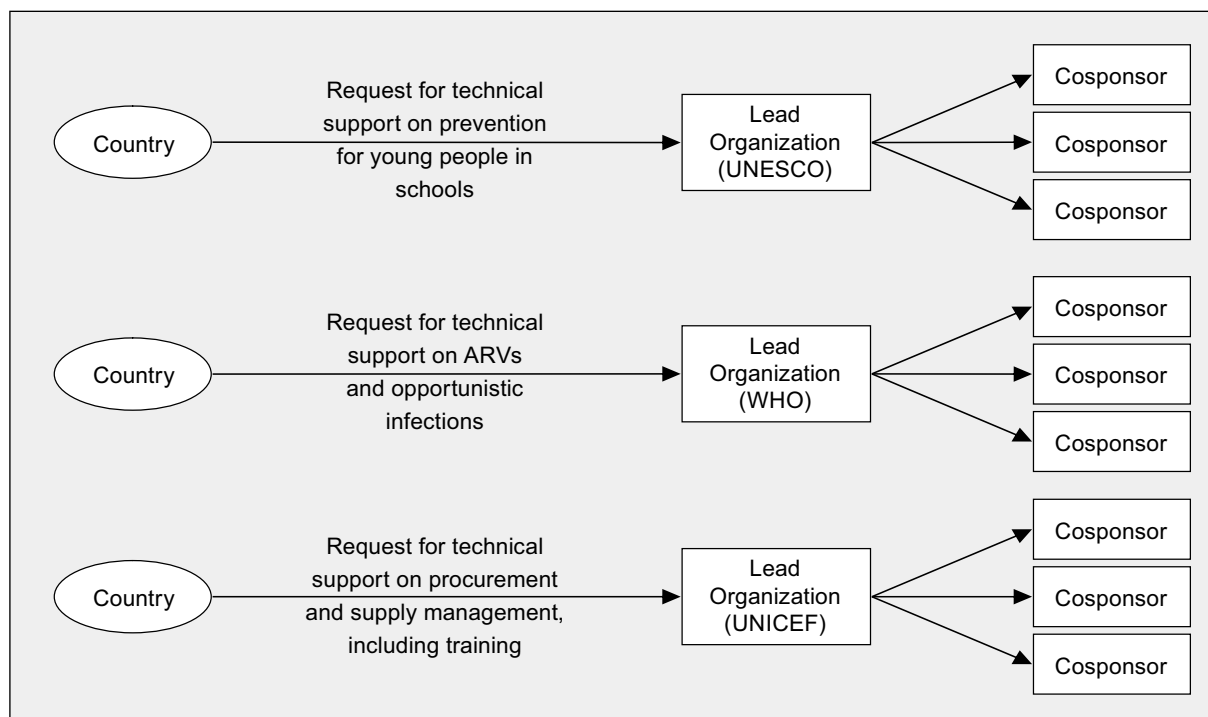 Country
Request for technical
support on prevention
for young people in
schools
Lead
Organization
(UNESCO)
Cosponsor
Cosponsor
Cosponsor
Country
Request for technical
support on ARVs
and opportunistic
infections
Lead
Organization
(WHO)
Cosponsor
Cosponsor
Cosponsor
Country
Request for technical
support on procurement
and supply management,
including training
Lead
Organization
(UNICEF)
Cosponsor
Cosponsor
Cosponsor